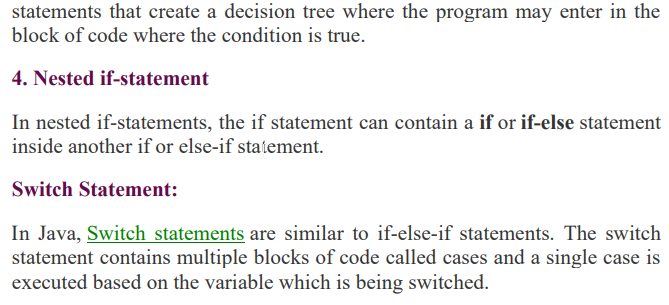 statements that create a decision tree where the program may enter in the
block of code where the condition is true.
4. Nested if-statement
In nested if-statements, the if statement can contain a if or if-else statement
inside another if or else-if statement.
Switch Statement:
In Java, Switch statements are similar to if-else-if statements. The switch
statement contains multiple blocks of code called cases and a single case is
executed based on the variable which is being switched.